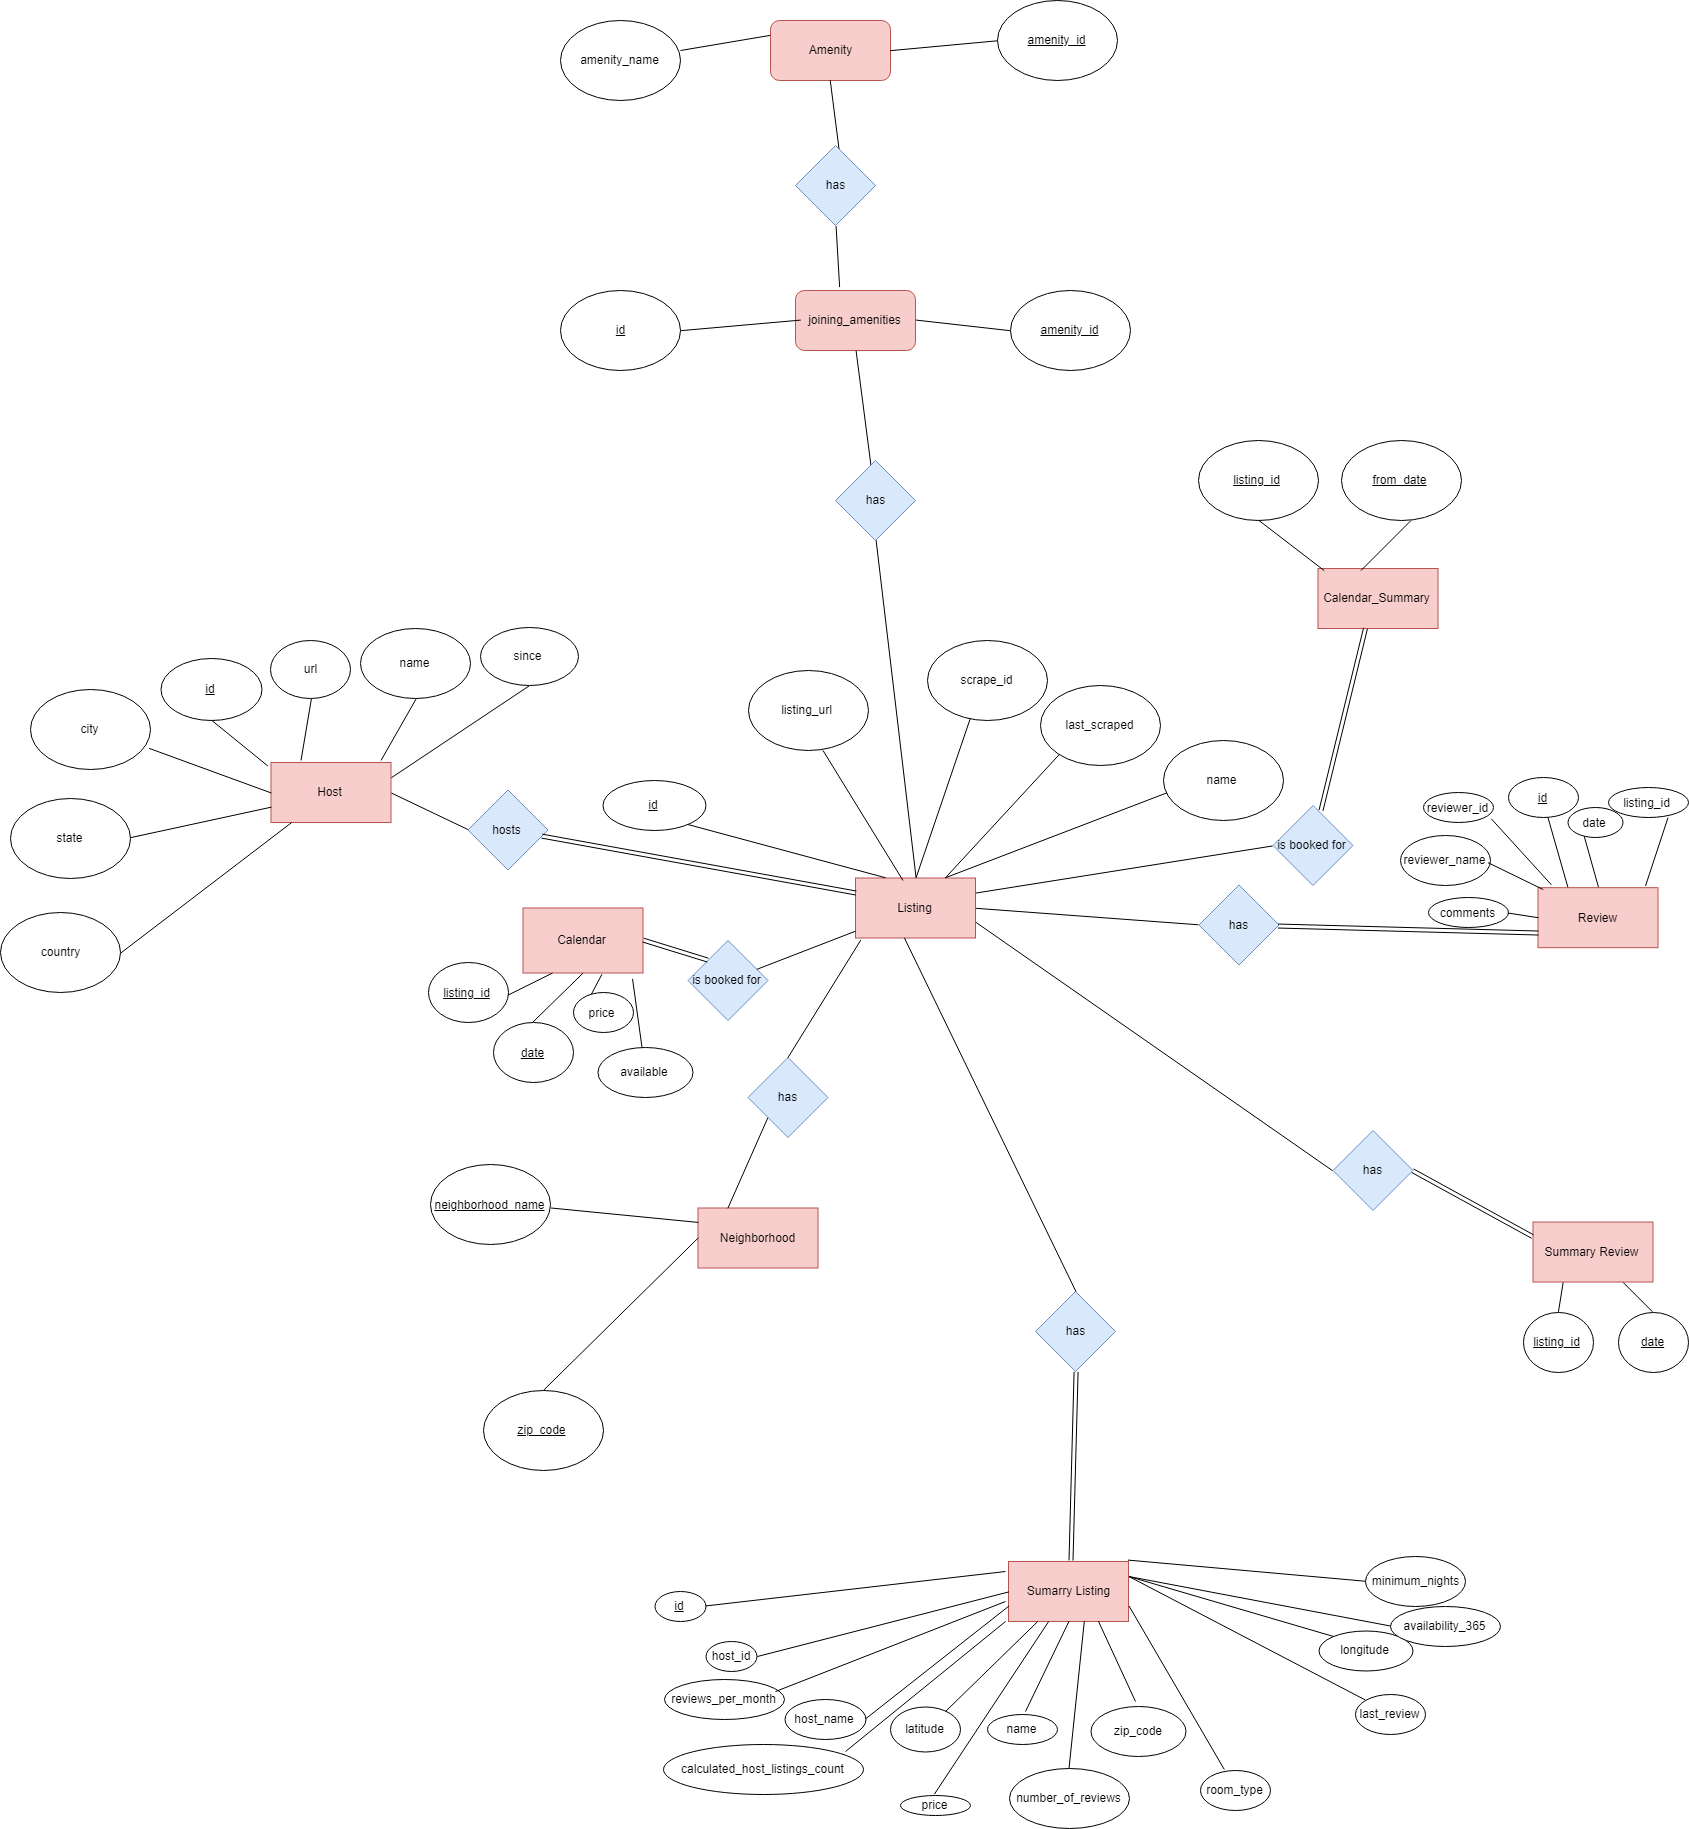 amenity_name
Amenity
amenity_id
has
id
joining_amenities
amenity_id
has
listing_id
from_date
Calendar_Summary
city
id
url
name
since
state
country
Host
hosts
id
listing_url
scrape_id
last_scraped
name
is booked for
reviewer_id
id
date
listing_id
reviewer_name
comments
Review
has
Listing
Calendar
listing_id
date
price
available
is booked for
has
neighborhood_name
Neighborhood
zip_code
has
has
Summary Review
listing_id
date
Sumarry Listing
id
host_id
reviews_per_month
host_name
calculated_host_listings_count
latitude
price
name
number_of_reviews
zip_code
room_type
minimum_nights
availability_365
longitude
last_review